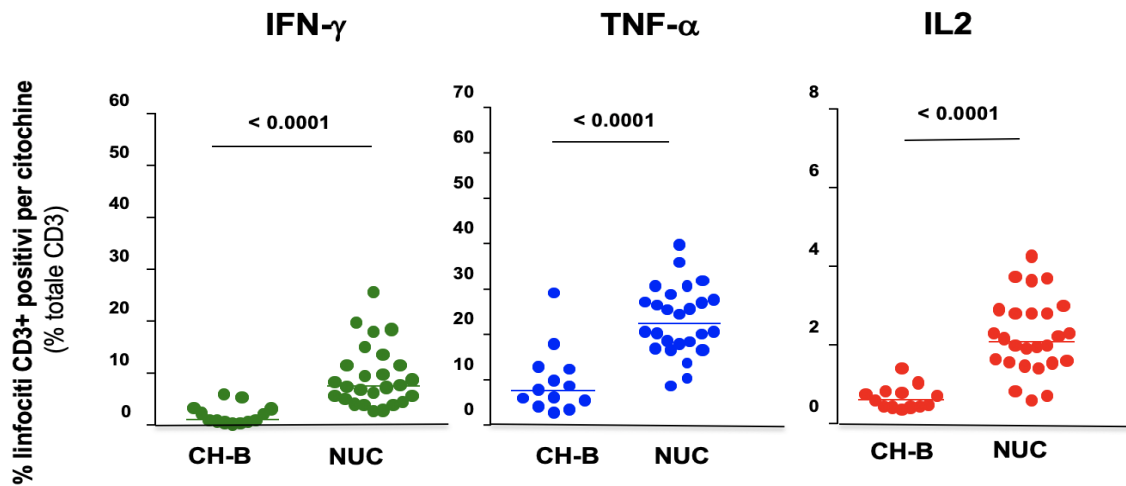 IFN-γ
TNF-α
IL2
% linfociti CD3+ positivi per citochine
(% totale CD3)
60
50
40
30
20
10
0
< 0.0001
CH-B
NUC
70
60
50
40
30
20
10
0
< 0.0001
CH-B
NUC
8
6
4
2
0
< 0.0001
CH-B
NUC